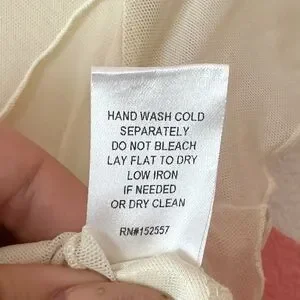 HAND WASH COLD
SEPARATELY
DO NOT BLEACH
LAY FLAT TO DRY
LOW IRON
IF NEEDED
OR DRY CLEAN
RN#152557